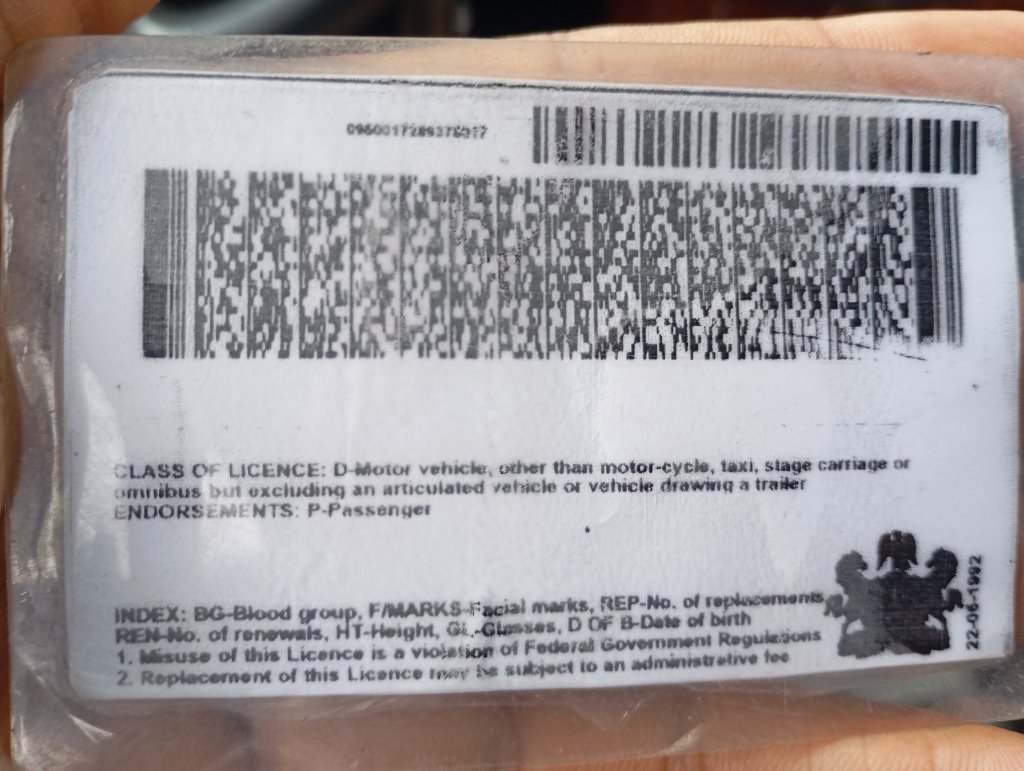 CLASS OF LICENCE: D-Motor vehicle, other than motor-cycle, taxi, stage carriage or
omnibus but excluding an articulated vehicle or vehicle drawing a trailer
ENDORSEMENTS: P-Passenger
INDEX: BG-Blood group, F/MARKS-Facial marks, REP-No. of replacements,
REN-No. of renewals, HT-Height, GL-Glasses, D OF B-Date of birth
1. Misuse of this Licence is a violation of Federal Government Regulations
2. Replacement of this Licence may be subject to an administrative fee
22-06-1992